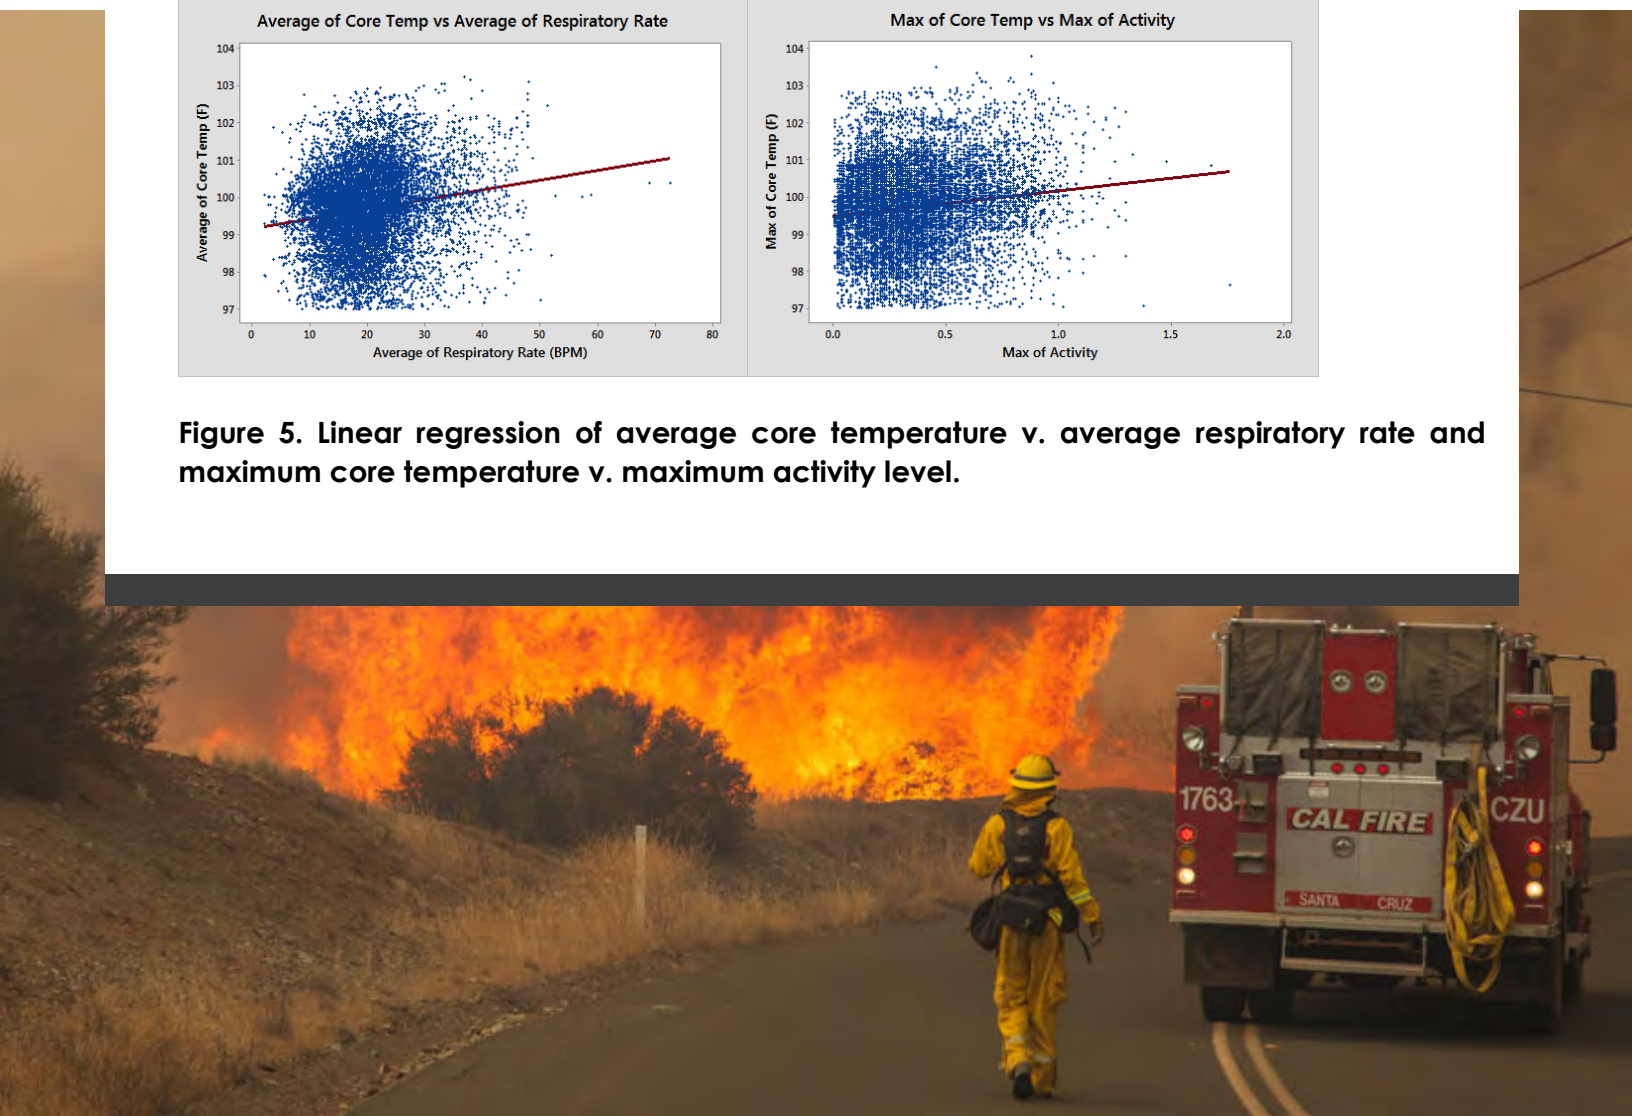 Average of Core Temp vs Average of Respiratory Rate
104
103
102
101
100
99
98
97
Average of Core Temp (F)
0 10 20 30 40 50 60 70 80
Average of Respiratory Rate (BPM)
Max of Core Temp vs Max of Activity
104
103
102
101
100
99
98
97
Max of Core Temp (F)
0.0 0.5 1.0 1.5 2.0
Max of Activity
Figure 5. Linear regression of average core temperature v. average respiratory rate and
maximum core temperature v. maximum activity level.
1763
CZU
CAL FIRE
SANTA CRUZ